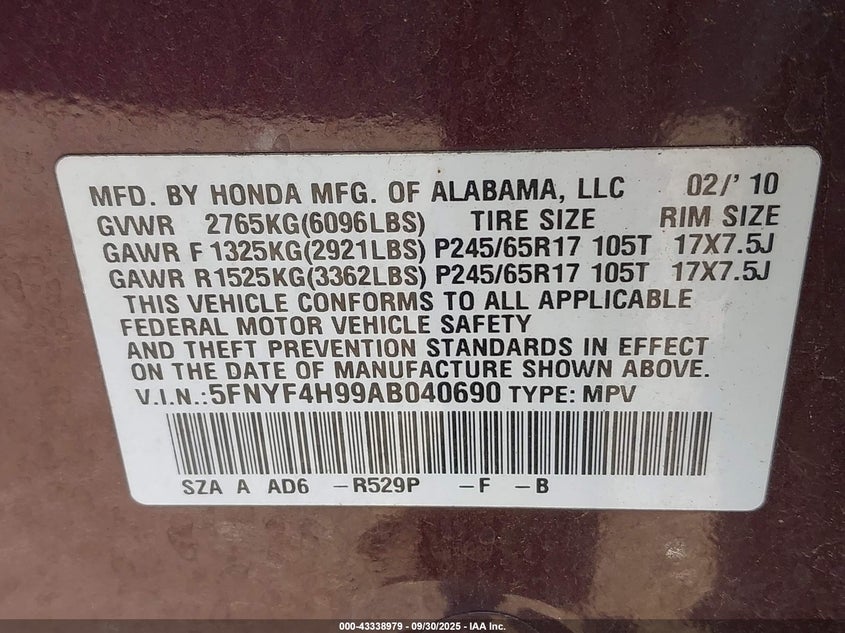 MFD. BY HONDA MFG. OF ALABAMA, LLC 02/' 10
GVWR 2765KG(6096LBS) TIRE SIZE RIM SIZE
GAWR F 1325KG(2921LBS) P245/65R17 105T 17X7.5J
GAWR R1525KG(3362LBS) P245/65R17 105T 17X7.5J
THIS VEHICLE CONFORMS TO ALL APPLICABLE
FEDERAL MOTOR VEHICLE SAFETY
AND THEFT PREVENTION STANDARDS IN EFFECT
ON THE DATE OF MANUFACTURE SHOWN ABOVE.
V.I.N.:5FNYF4H99AB040690 TYPE: MPV
SZA A AD6 -R529P -F -B
000-43338979 - 09/30/2025 - IAA Inc.